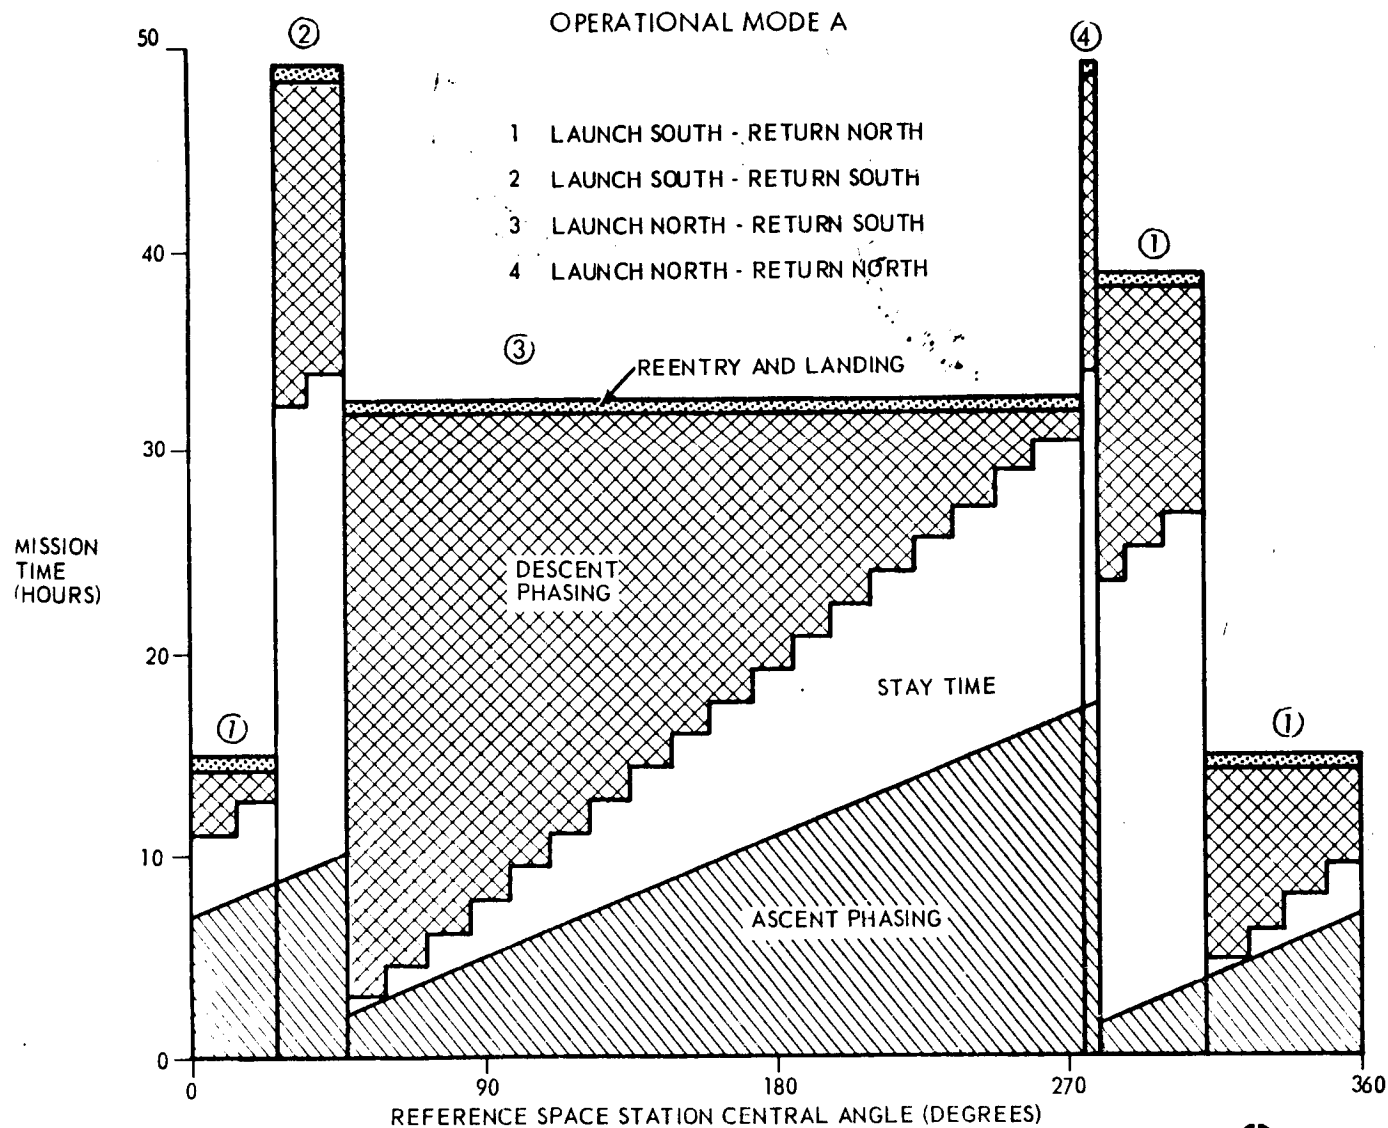 OPERATIONAL MODE A
50
②
④
1 LAUNCH SOUTH - RETURN NORTH
2 LAUNCH SOUTH - RETURN SOUTH
3 LAUNCH NORTH - RETURN SOUTH
4 LAUNCH NORTH - RETURN NORTH
40
①
③
REENTRY AND LANDING
30
MISSION
TIME
(HOURS)
DESCENT
PHASING
20
STAY TIME
①
①
10
ASCENT PHASING
0
0
90
180
270
360
REFERENCE SPACE STATION CENTRAL ANGLE (DEGREES)